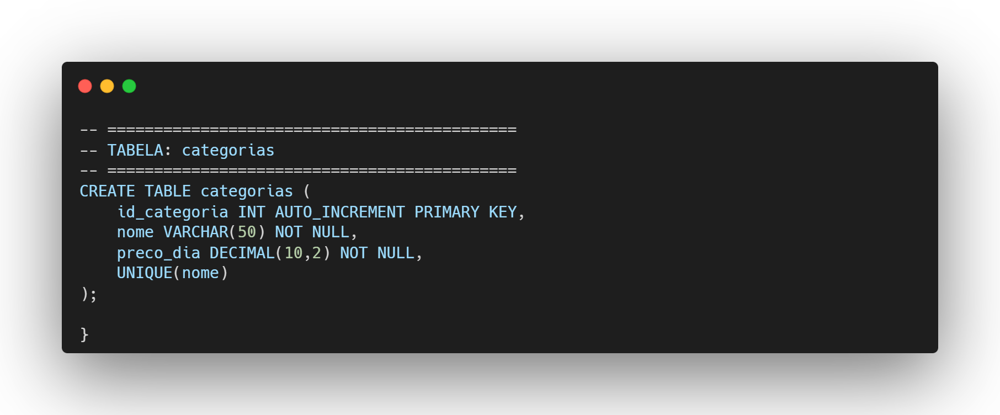 -- ============================================
-- TABELA: categorias
-- ============================================
CREATE TABLE categorias (
    id_categoria INT AUTO_INCREMENT PRIMARY KEY,
    nome VARCHAR(50) NOT NULL,
    preco_dia DECIMAL(10,2) NOT NULL,
    UNIQUE(nome)
);
}